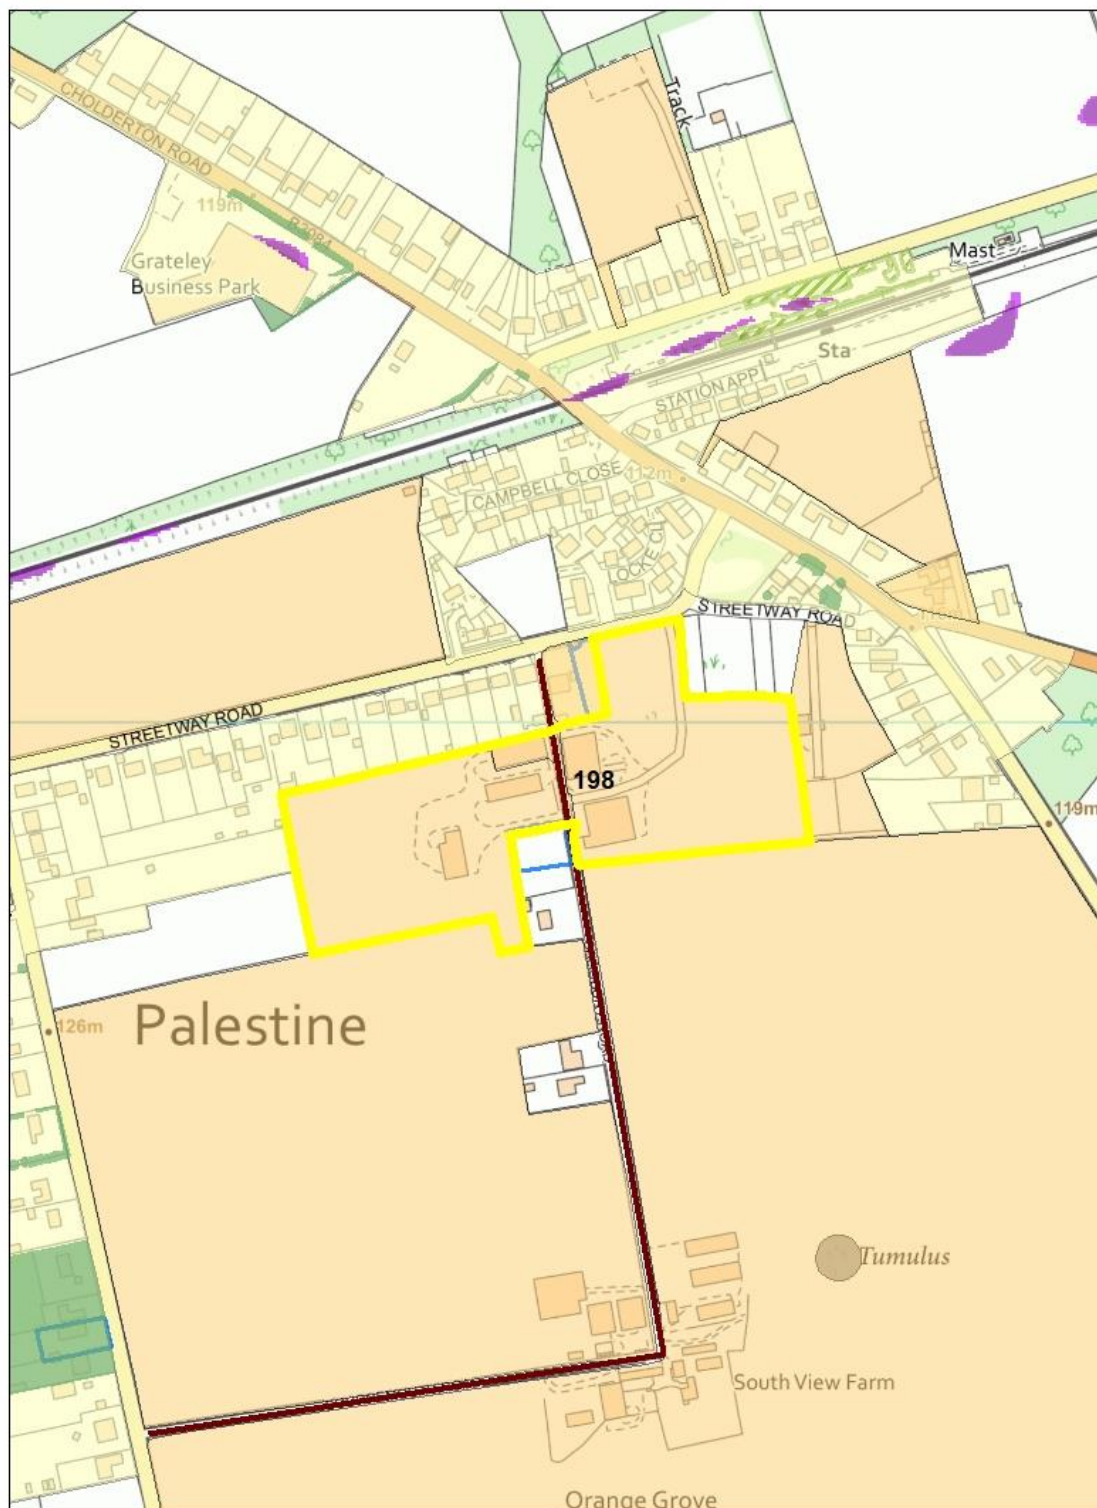 CHOLDERTON ROAD
Track
119m
B3084
Grateley
Business Park
Mast
Sta
STATION APP
112m
CAMPBELL CLOSE
LOCKE CL
STREETWAY ROAD
STREETWAY ROAD
198
119m
Palestine
126m
Tumulus
South View Farm
Orange Grove